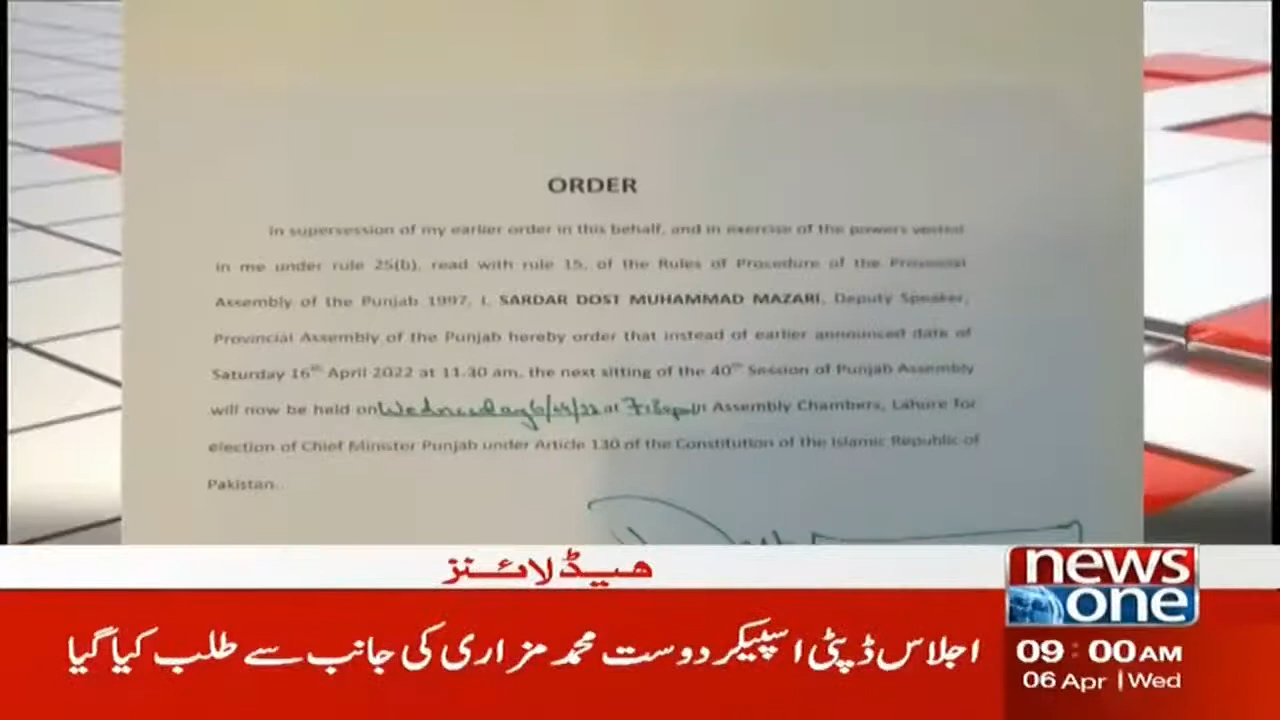 ORDER
In supersession of my earlier order in this behalf, and in exercise of the powers vested
in me under rule 25(b), read with rule 15, of the Rules of Procedure of the Provincial
Assembly of the Punjab 1997, I, SARDAR DOST MUHAMMAD MAZARI, Deputy Speaker,
Provincial Assembly of the Punjab hereby order that instead of earlier announced date of
Saturday 16th April 2022 at 11.30 am, the next sitting of the 40th Session of Punjab Assembly
will now be held on Wednesday 6/04/22 at Assembly Chambers, Lahore for
election of Chief Minister Punjab under Article 130 of the Constitution of the Islamic Republic of
Pakistan.
ہیڈلائنز
اجلاس ڈپٹی اسپیکر دوست محمد مزاری کی جانب سے طلب کیا گیا
news
one
09:00AM
06 Apr | Wed